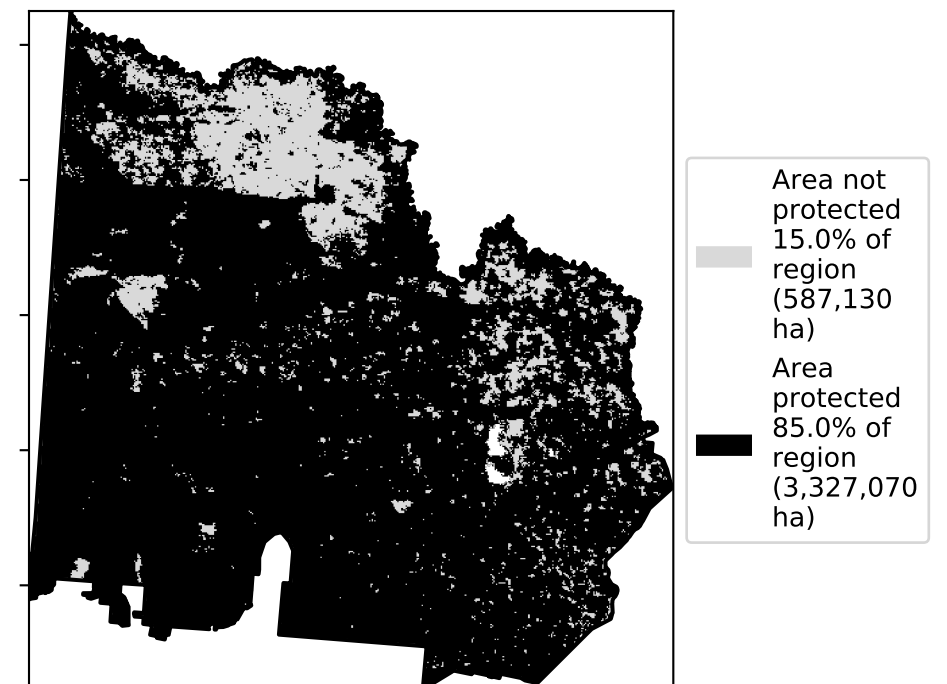 Area not
protected
15.0% of
region
(587,130
ha)
Area
protected
85.0% of
region
(3,327,070
ha)